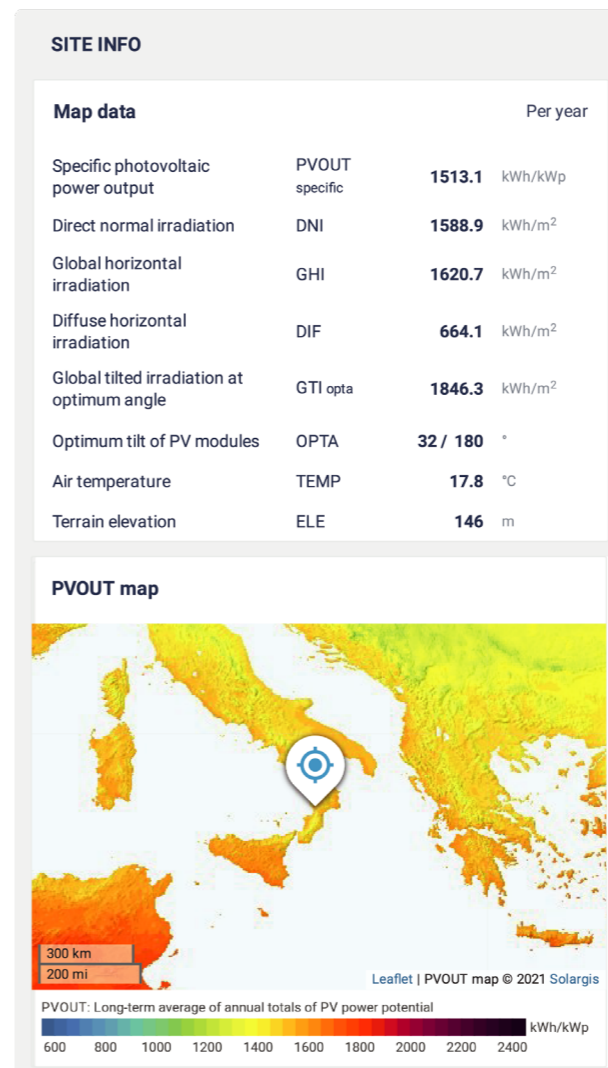 SITE INFO
Map data Per year
Specific photovoltaic
power output PVOUT
specific 1513.1 kWh/kWp
Direct normal irradiation DNI 1588.9 kWh/m²
Global horizontal
irradiation GHI 1620.7 kWh/m²
Diffuse horizontal
irradiation DIF 664.1 kWh/m²
Global tilted irradiation at
optimum angle GTI opta 1846.3 kWh/m²
Optimum tilt of PV modules OPTA 32 / 180 °
Air temperature TEMP 17.8 °C
Terrain elevation ELE 146 m
PVOUT map
300 km
200 mi
Leaflet | PVOUT map © 2021 Solargis
PVOUT: Long-term average of annual totals of PV power potential
kWh/kWp
600 800 1000 1200 1400 1600 1800 2000 2200 2400